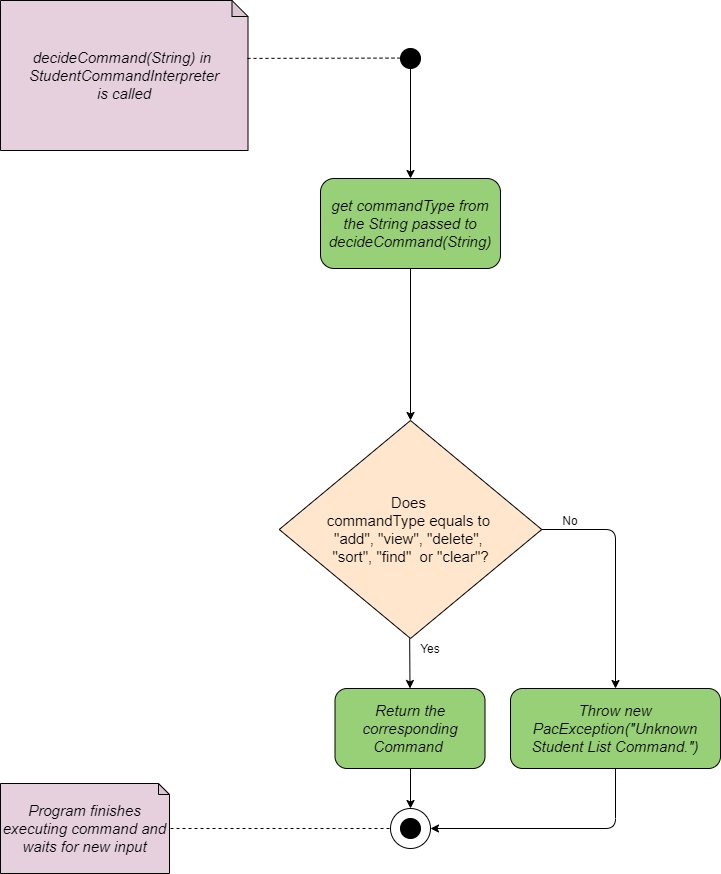 decideCommand(String) in
StudentCommandInterpreter
is called
get commandType from
the String passed to
decideCommand(String)
Does
commandType equals to
"add", "view", "delete",
"sort", "find" or "clear"?
No
Yes
Return the
corresponding
Command
Throw new
PacException("Unknown
Student List Command.")
Program finishes
executing command and
waits for new input